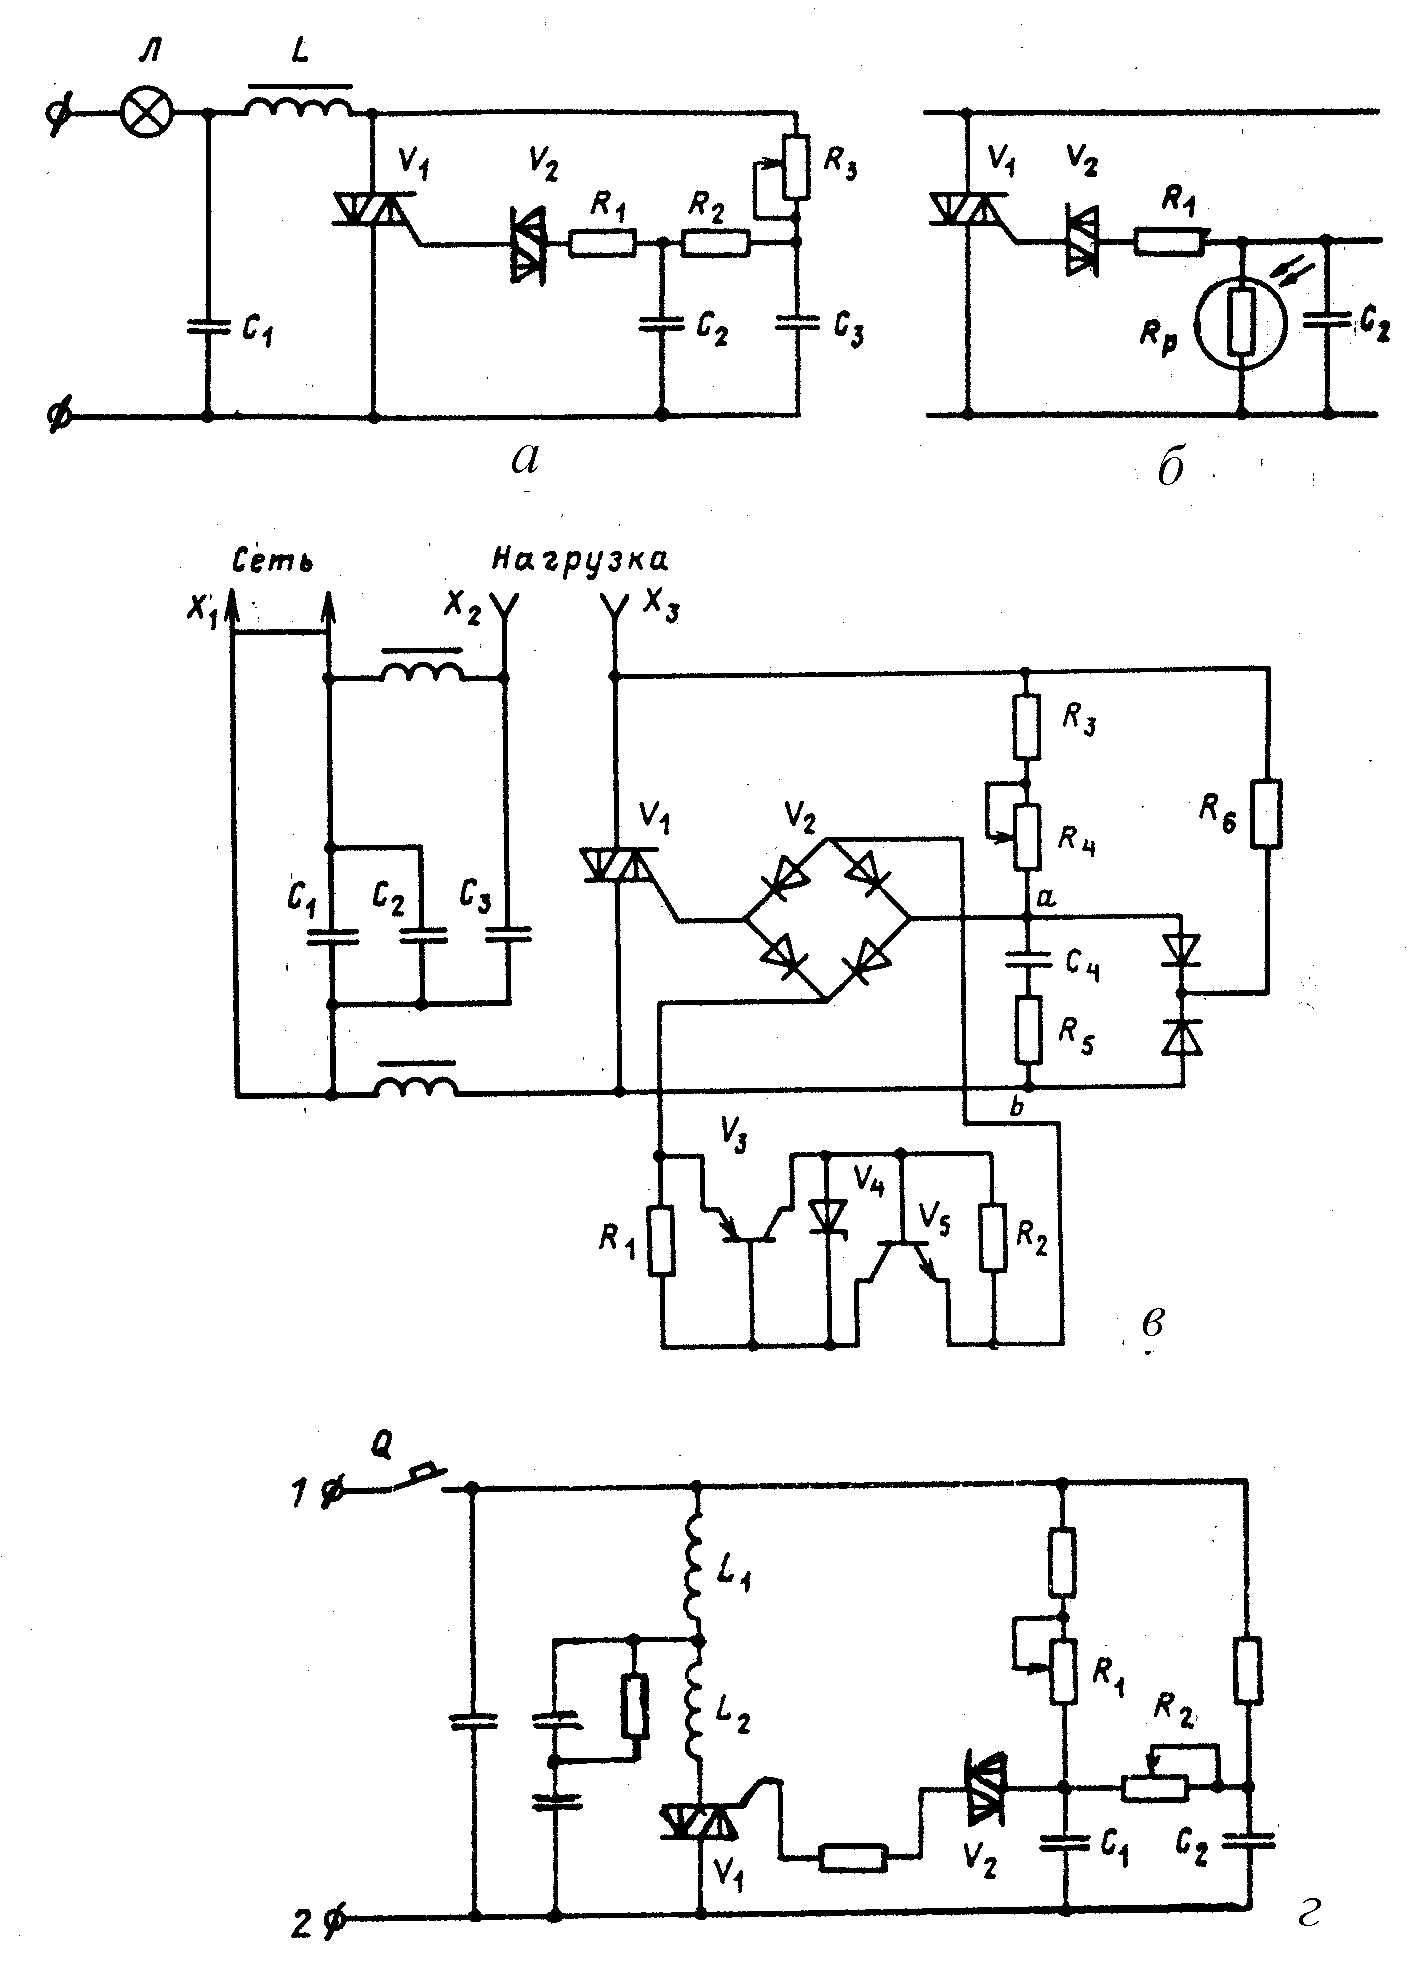 Л L
V1 V2 R1 R2 R3
C1 C2 C3
а
V1 V2 R1
Rp C2
б
Сеть Нагрузка
X1 X2 X3
R3
V1 V2 R4 R6
C1 C2 C3 a
C4
R5
b
V3 V4 V5
R1 R2
в
Q
1
L1
L2 R1 R2
V1 V2 C1 C2
2
г